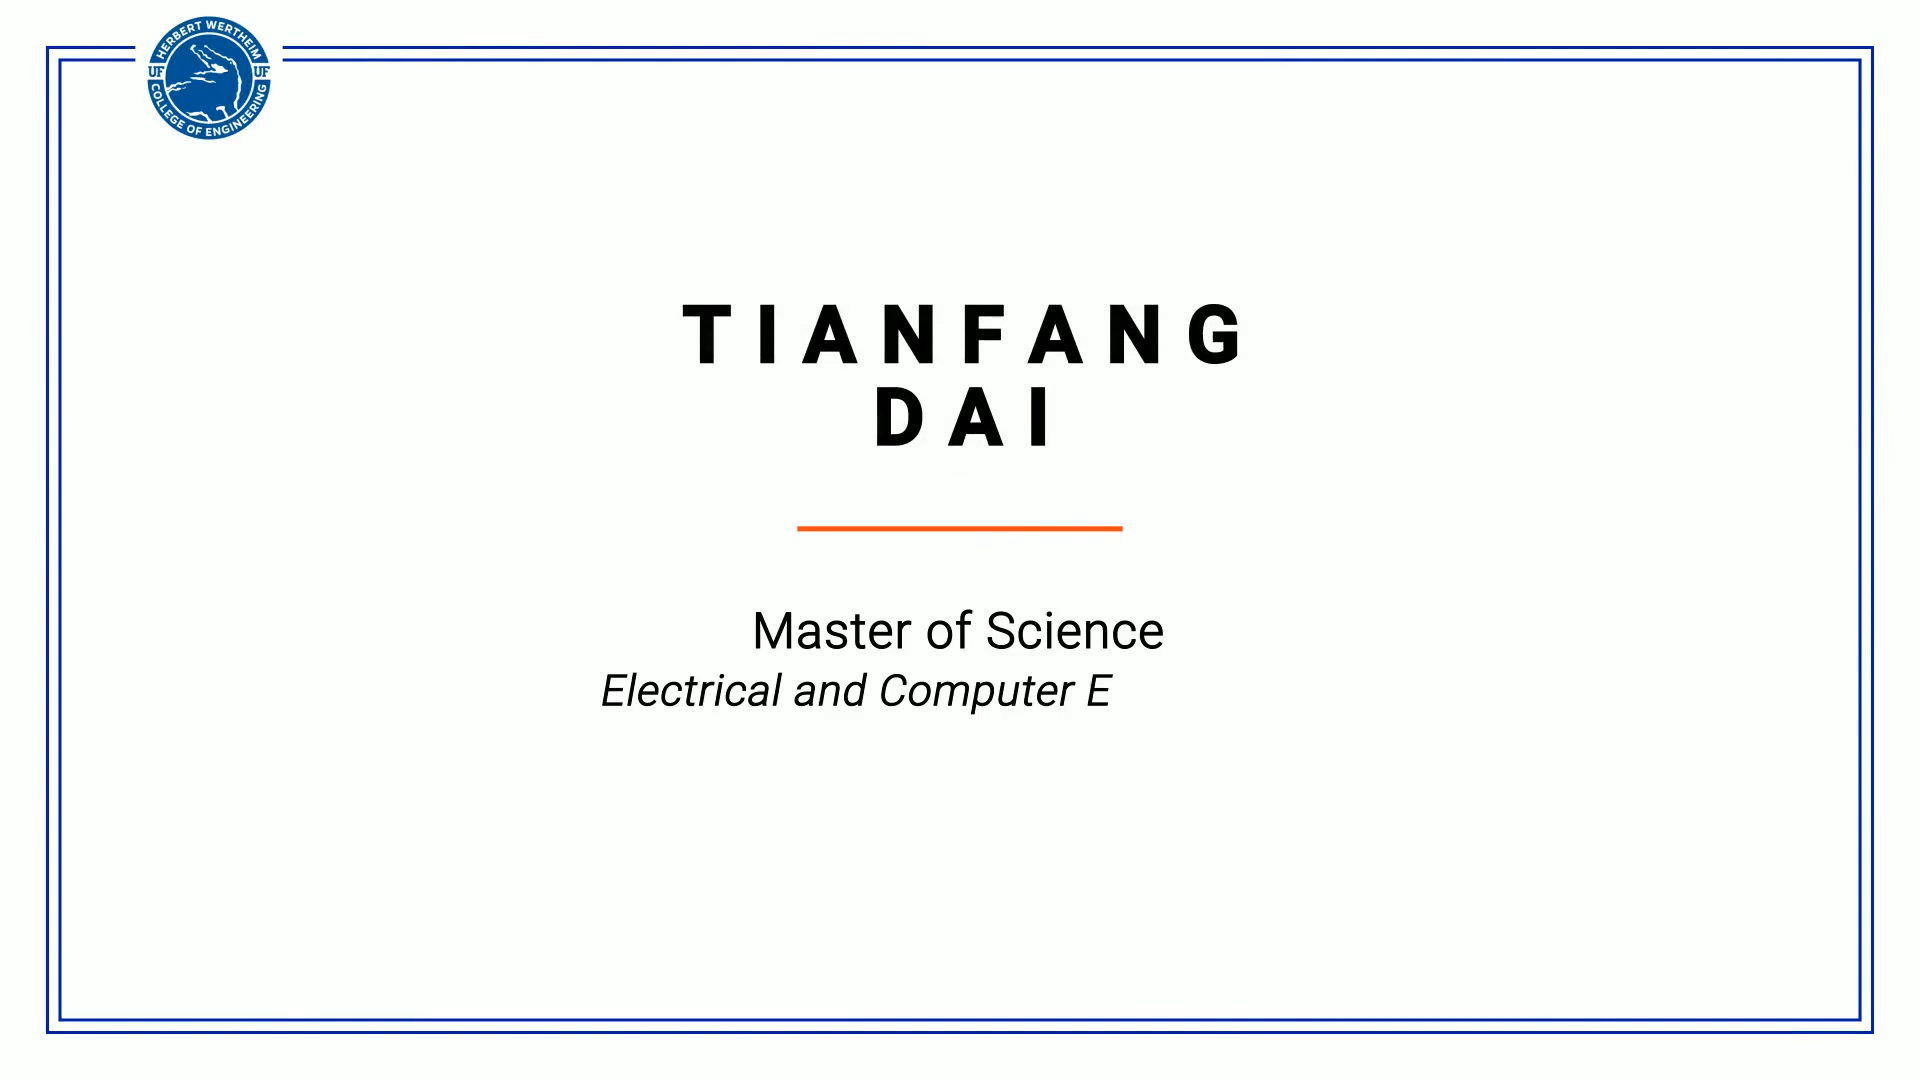 HERBERT WERTHEIM
UF UF
COLLEGE OF ENGINEERING
TIANFANG
DAI
Master of Science
Electrical and Computer E